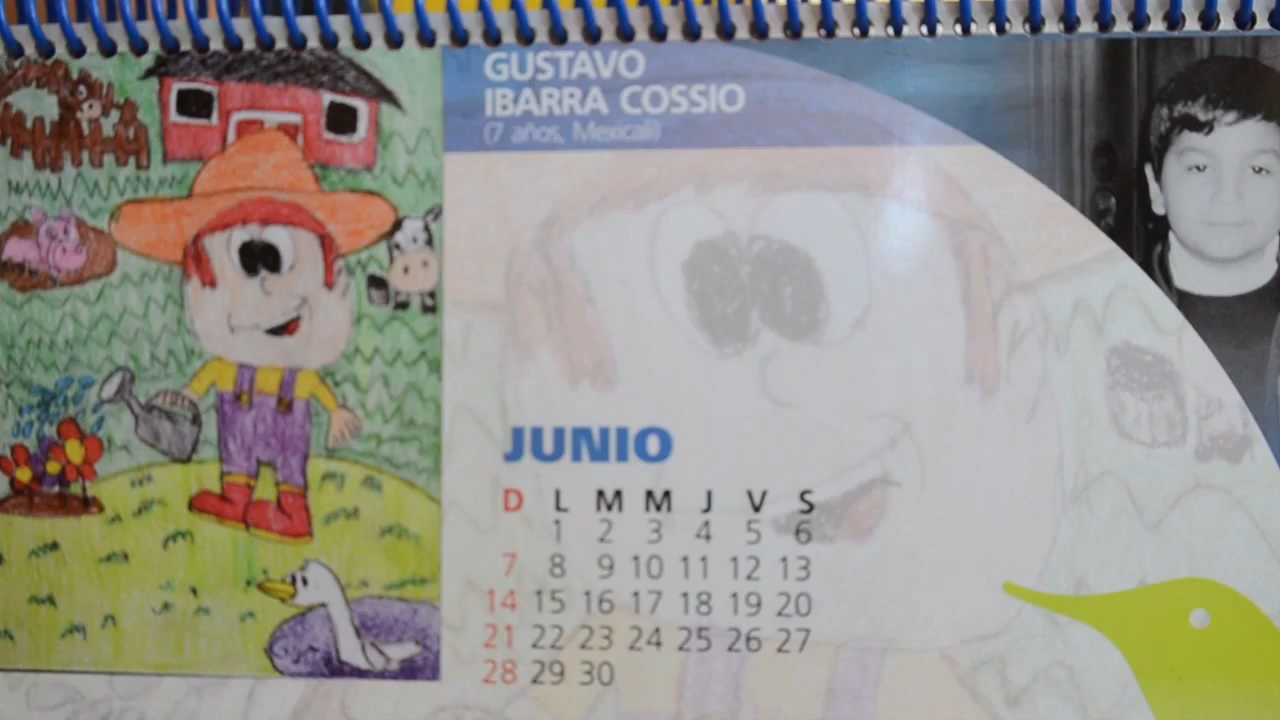 GUSTAVO
IBARRA COSSIO
(7 años, Mexicali)
JUNIO
D L M M J V S
1 2 3 4 5 6
7 8 9 10 11 12 13
14 15 16 17 18 19 20
21 22 23 24 25 26 27
28 29 30